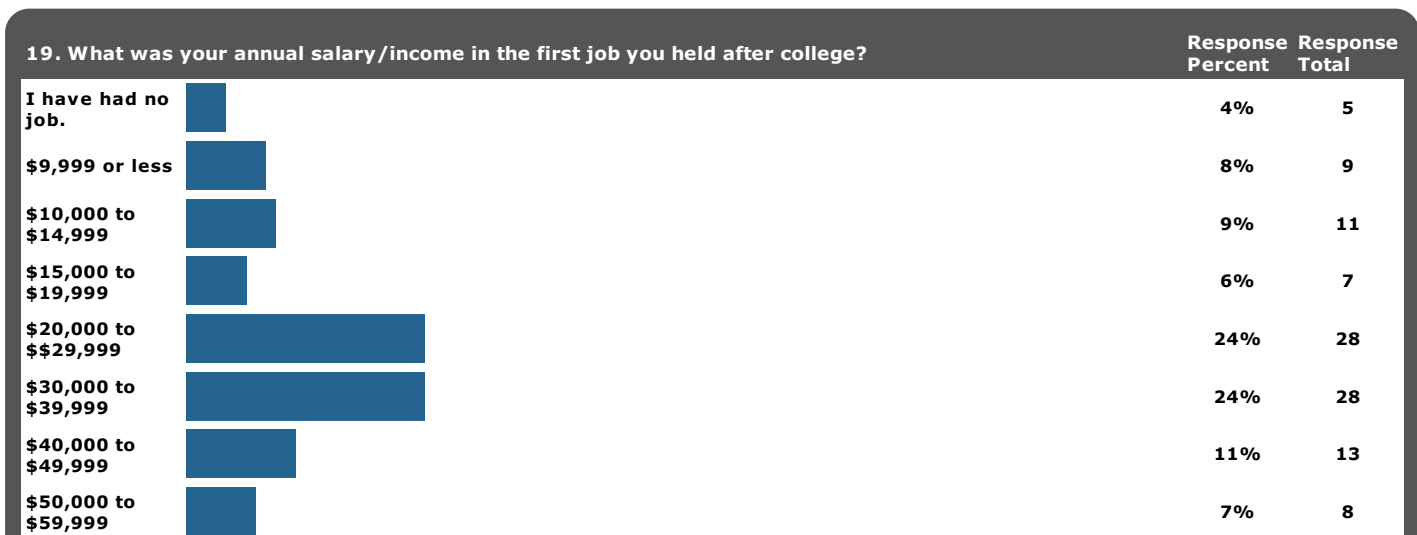 19. What was your annual salary/income in the first job you held after college?
Response Response
Percent Total
I have had no
job.
4% 5
$9,999 or less 8% 9
$10,000 to
$14,999
9% 11
$15,000 to
$19,999
6% 7
$20,000 to
$$29,999
24% 28
$30,000 to
$39,999
24% 28
$40,000 to
$49,999
11% 13
$50,000 to
$59,999
7% 8